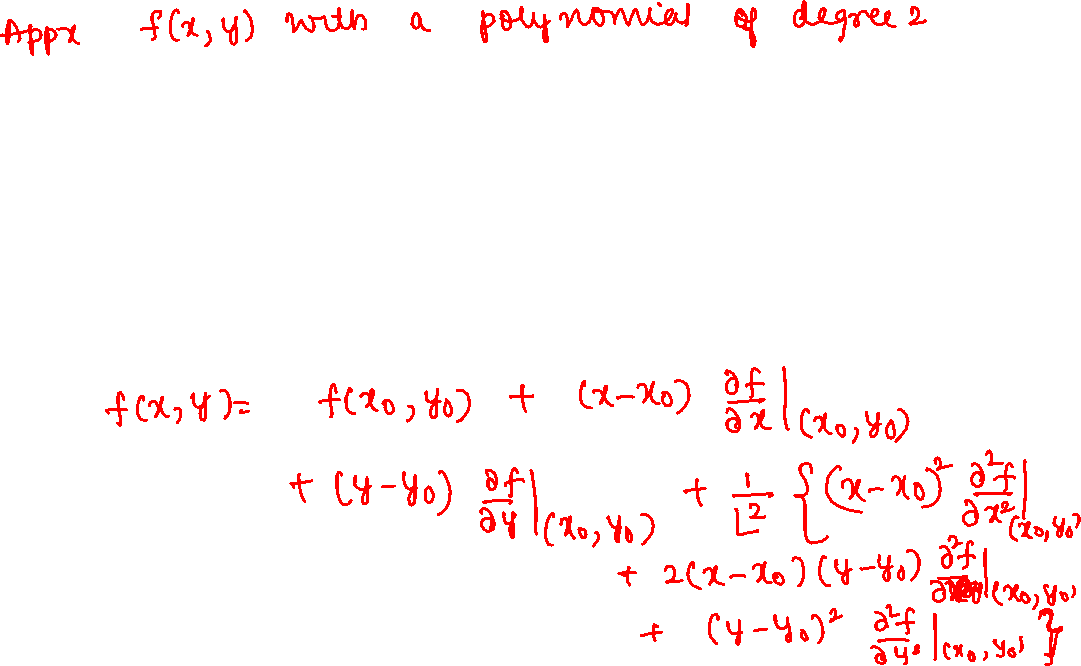 Appx f(x, y) with a polynomial of degree 2
f(x, y) = f(x₀, y₀) + (x-x₀) ∂f/∂x |(x₀, y₀)
+ (y-y₀) ∂f/∂y |(x₀, y₀) + 1/⌊2 { (x-x₀)² ∂²f/∂x² |(x₀, y₀)
+ 2(x-x₀)(y-y₀) ∂²f/∂ |(x₀, y₀)
+ (y-y₀)² ∂²f/∂y² |(x₀, y₀) }